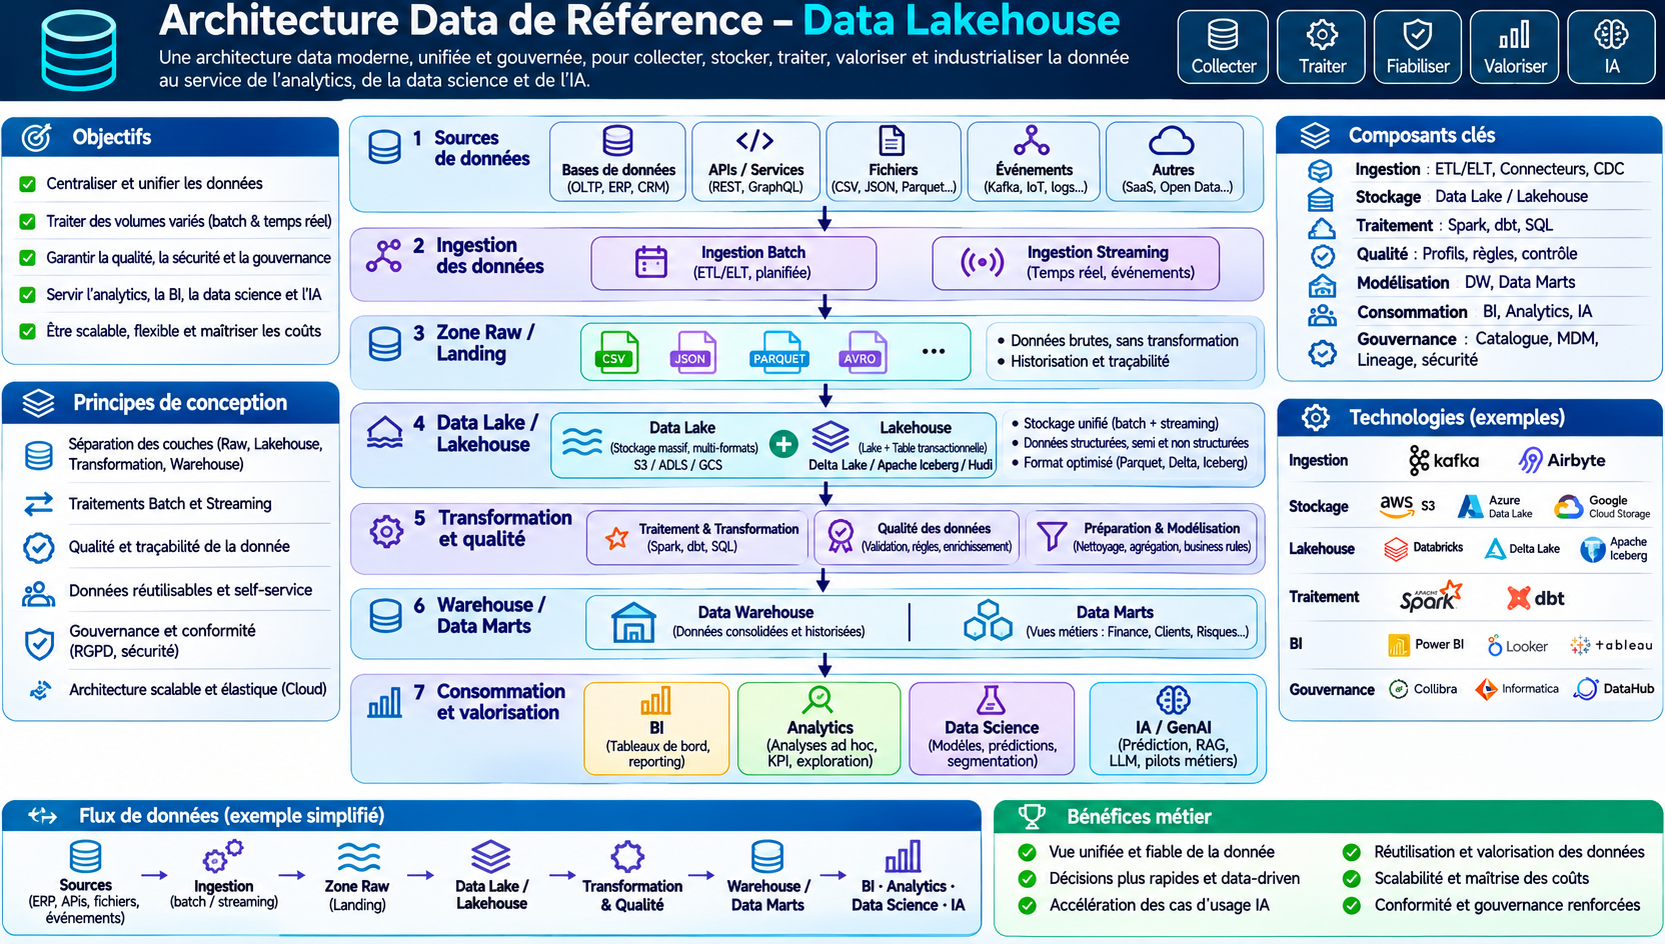 Architecture Data de Référence – Data Lakehouse
Une architecture data moderne, unifiée et gouvernée, pour collecter, stocker, traiter, valoriser et industrialiser la donnée
au service de l'analytics, de la data science et de l'IA.
Collecter
Traiter
Fiabiliser
Valoriser
IA
Objectifs
Centraliser et unifier les données
Traiter des volumes variés (batch & temps réel)
Garantir la qualité, la sécurité et la gouvernance
Servir l'analytics, la BI, la data science et l'IA
Être scalable, flexible et maîtriser les coûts
Principes de conception
Séparation des couches (Raw, Lakehouse,
Transformation, Warehouse)
Traitements Batch et Streaming
Qualité et traçabilité de la donnée
Données réutilisables et self-service
Gouvernance et conformité
(RGPD, sécurité)
Architecture scalable et élastique (Cloud)
1 Sources
de données
Bases de données
(OLTP, ERP, CRM)
APIs / Services
(REST, GraphQL)
Fichiers
(CSV, JSON, Parquet...)
Événements
(Kafka, IoT, logs...)
Autres
(SaaS, Open Data...)
2 Ingestion
des données
Ingestion Batch
(ETL/ELT, planifiée)
Ingestion Streaming
(Temps réel, événements)
3 Zone Raw /
Landing
CSV
JSON
PARQUET
AVRO
...
• Données brutes, sans transformation
• Historisation et traçabilité
4 Data Lake /
Lakehouse
Data Lake
(Stockage massif, multi-formats)
S3 / ADLS / GCS
Lakehouse
(Lake + Table transactionnelle)
Delta Lake / Apache Iceberg / Hudi
• Stockage unifié (batch + streaming)
• Données structurées, semi et non structurées
• Format optimisé (Parquet, Delta, Iceberg)
5 Transformation
et qualité
Traitement & Transformation
(Spark, dbt, SQL)
Qualité des données
(Validation, règles, enrichissement)
Préparation & Modélisation
(Nettoyage, agrégation, business rules)
6 Warehouse /
Data Marts
Data Warehouse
(Données consolidées et historisées)
Data Marts
(Vues métiers : Finance, Clients, Risques...)
7 Consommation
et valorisation
BI
(Tableaux de bord,
reporting)
Analytics
(Analyses ad hoc,
KPI, exploration)
Data Science
(Modèles, prédictions,
segmentation)
IA / GenAI
(Prédiction, RAG,
LLM, pilots métiers)
Composants clés
Ingestion : ETL/ELT, Connecteurs, CDC
Stockage Data Lake / Lakehouse
Traitement : Spark, dbt, SQL
Qualité : Profils, règles, contrôle
Modélisation DW, Data Marts
Consommation BI, Analytics, IA
Gouvernance : Catalogue, MDM,
Lineage, sécurité
Technologies (exemples)
Ingestion kafka Airbyte
Stockage aws S3 Azure Data Lake Google Cloud Storage
Lakehouse Databricks Delta Lake Apache Iceberg
Traitement APACHE Spark dbt
BI Power BI Looker +ableau
Gouvernance Collibra Informatica DataHub
Flux de données (exemple simplifié)
Sources
(ERP, APIs, fichiers,
événements)
Ingestion
(batch / streaming)
Zone Raw
(Landing)
Data Lake /
Lakehouse
Transformation
& Qualité
Warehouse /
Data Marts
BI · Analytics ·
Data Science · IA
Bénéfices métier
Vue unifiée et fiable de la donnée
Décisions plus rapides et data-driven
Accélération des cas d'usage IA
Réutilisation et valorisation des données
Scalabilité et maîtrise des coûts
Conformité et gouvernance renforcées